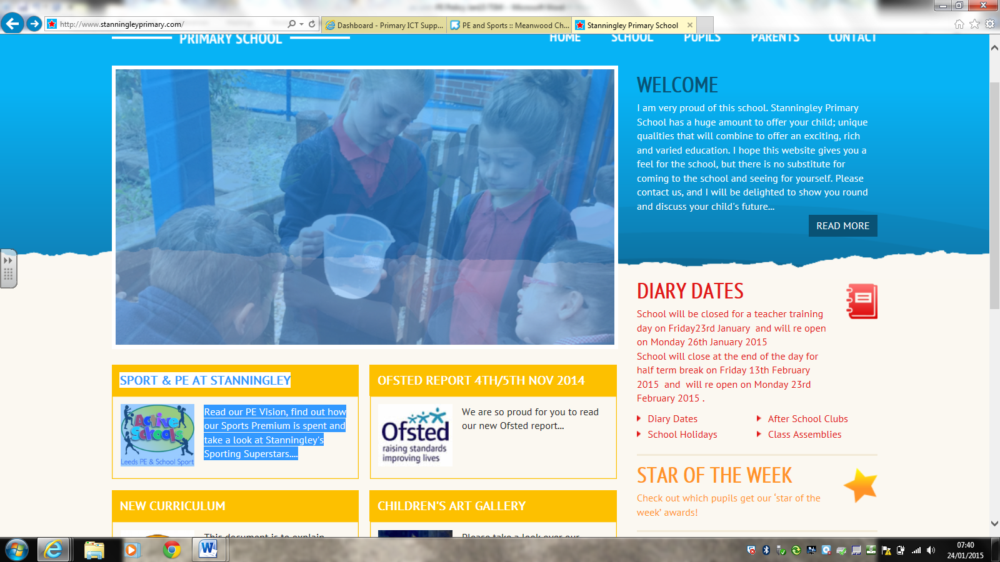 http://www.stanningleyprimary.com/
Dashboard - Primary ICT Supp...
PE and Sports :: Meanwood Ch...
Stanningley Primary School
PRIMARY SCHOOL
HOME SCHOOL PUPILS PARENTS CONTACT
WELCOME
I am very proud of this school. Stanningley Primary
School has a huge amount to offer your child; unique
qualities that will combine to offer an exciting, rich
and varied education. I hope this website gives you a
feel for the school, but there is no substitute for
coming to the school and seeing for yourself. Please
contact us, and I will be delighted to show you round
and discuss your child's future...
READ MORE
DIARY DATES
School will be closed for a teacher training
day on Friday23rd January  and will re open
on Monday 26th January 2015
School will close at the end of the day for
half term break on Friday 13th February
2015  and  will re open on Monday 23rd
February 2015 .
Diary Dates
After School Clubs
School Holidays
Class Assemblies
STAR OF THE WEEK
Check out which pupils get our ‘star of the
week’ awards!
SPORT & PE AT STANNINGLEY
Active
Schools
Leeds PE & School Sport
Read our PE Vision, find out how
our Sports Premium is spent and
take a look at Stanningley's
Sporting Superstars....
OFSTED REPORT 4TH/5TH NOV 2014
Ofsted
raising standards
improving lives
We are so proud for you to read
our new Ofsted report...
NEW CURRICULUM
This document is to explain
CHILDREN'S ART GALLERY
Please take a look over our
07:40
24/01/2015